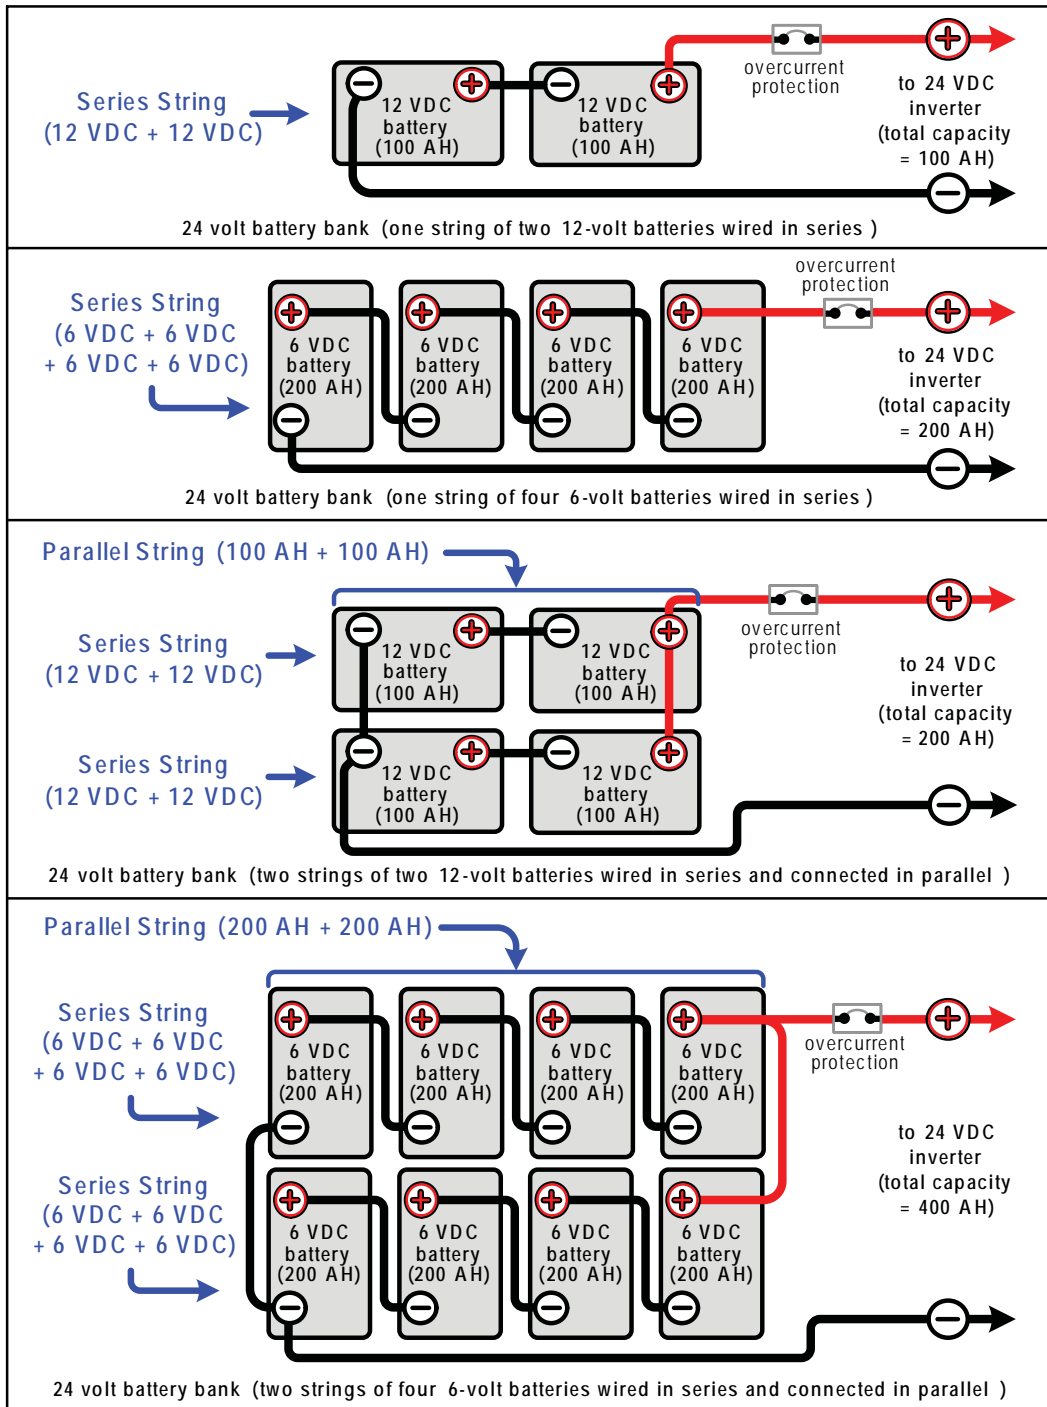 Series String
(12 VDC + 12 VDC)
12 VDC
battery
(100 AH)
12 VDC
battery
(100 AH)
overcurrent
protection
to 24 VDC
inverter
(total capacity
= 100 AH)
24 volt battery bank (one string of two 12-volt batteries wired in series )
Series String
(6 VDC + 6 VDC
+ 6 VDC + 6 VDC)
6 VDC
battery
(200 AH)
6 VDC
battery
(200 AH)
6 VDC
battery
(200 AH)
6 VDC
battery
(200 AH)
overcurrent
protection
to 24 VDC
inverter
(total capacity
= 200 AH)
24 volt battery bank (one string of four 6-volt batteries wired in series )
Parallel String (100 AH + 100 AH)
Series String
(12 VDC + 12 VDC)
12 VDC
battery
(100 AH)
12 VDC
battery
(100 AH)
overcurrent
protection
to 24 VDC
inverter
(total capacity
= 200 AH)
Series String
(12 VDC + 12 VDC)
12 VDC
battery
(100 AH)
12 VDC
battery
(100 AH)
24 volt battery bank (two strings of two 12-volt batteries wired in series and connected in parallel )
Parallel String (200 AH + 200 AH)
Series String
(6 VDC + 6 VDC
+ 6 VDC + 6 VDC)
6 VDC
battery
(200 AH)
6 VDC
battery
(200 AH)
6 VDC
battery
(200 AH)
6 VDC
battery
(200 AH)
overcurrent
protection
to 24 VDC
inverter
(total capacity
= 400 AH)
Series String
(6 VDC + 6 VDC
+ 6 VDC + 6 VDC)
6 VDC
battery
(200 AH)
6 VDC
battery
(200 AH)
6 VDC
battery
(200 AH)
6 VDC
battery
(200 AH)
24 volt battery bank (two strings of four 6-volt batteries wired in series and connected in parallel )